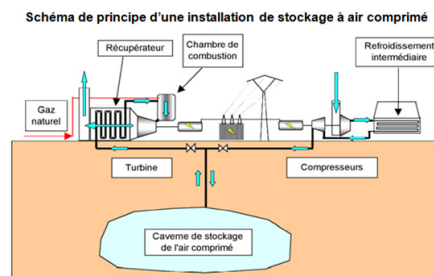 Schéma de principe d'une installation de stockage à air comprimé
Récupérateur
Chambre de
combustion
Refroidissement
intermédiaire
Gaz
naturel
Turbine
Compresseurs
Caverne de stockage
de l'air comprimé